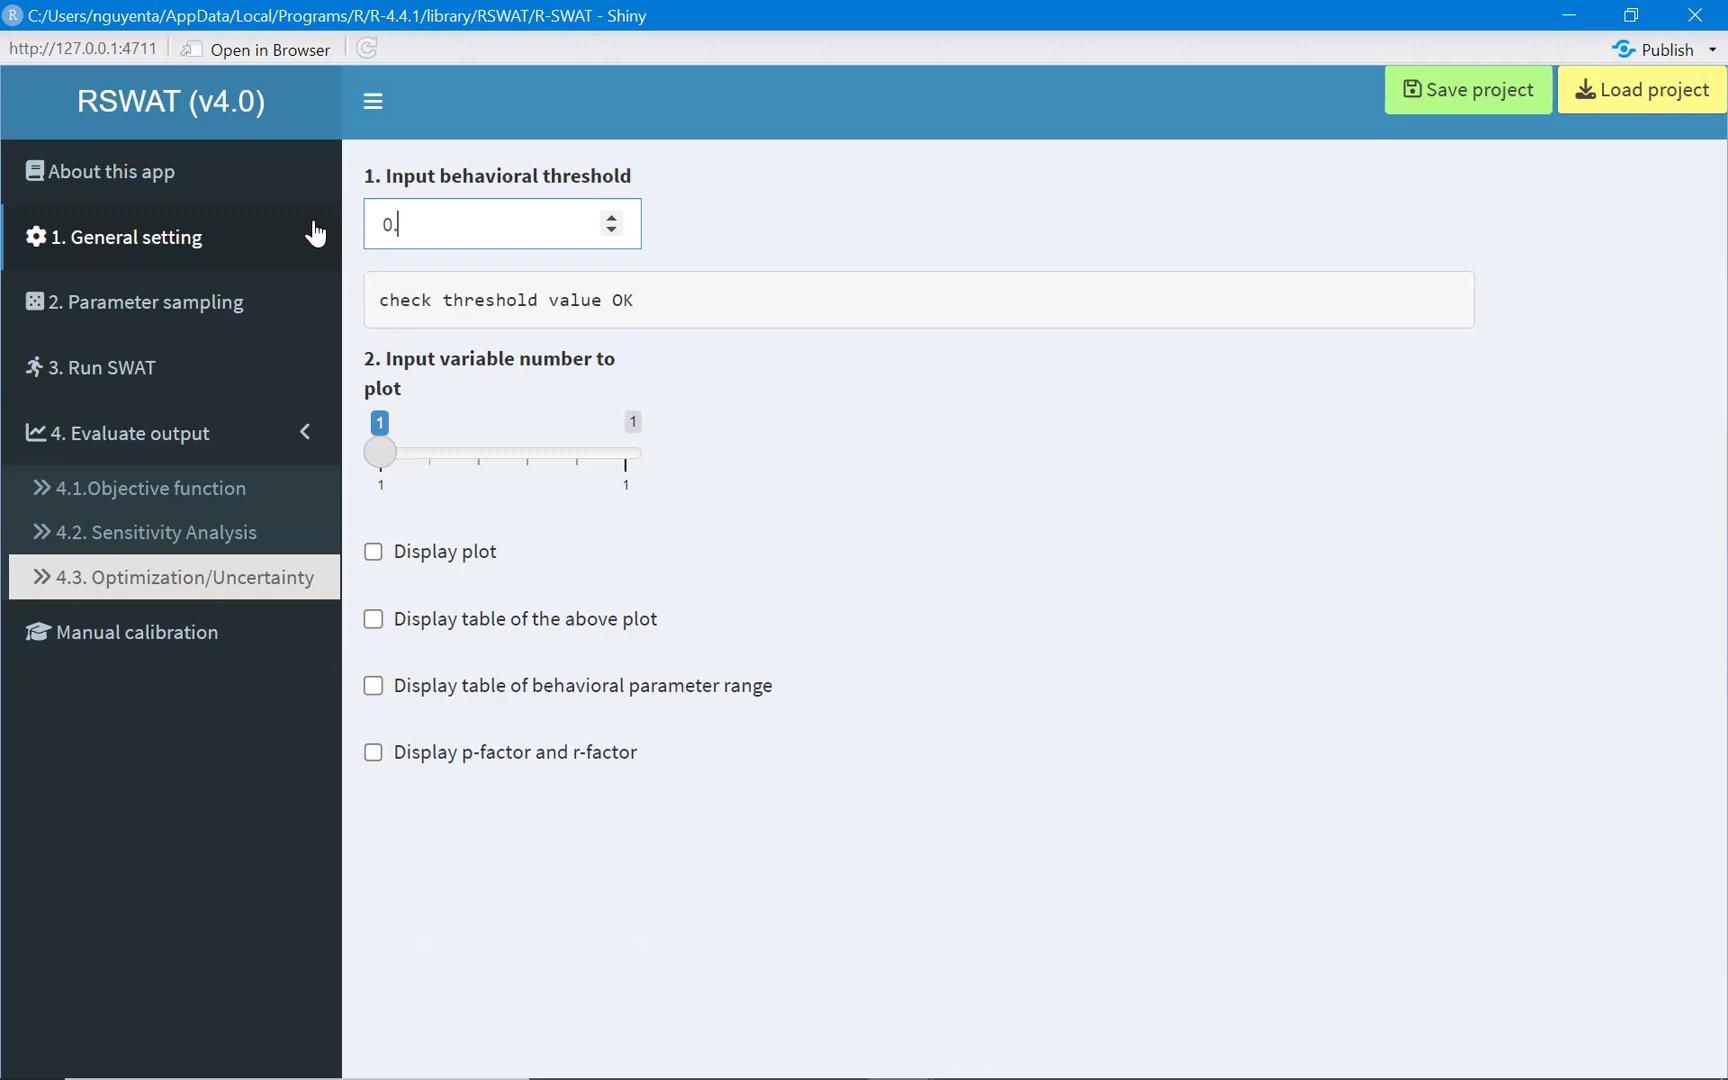 C:/Users/nguyenta/AppData/Local/Programs/R/R-4.4.1/library/RSWAT/R-SWAT - Shiny
http://127.0.0.1:4711 Open in Browser Publish
RSWAT (v4.0)
Save project Load project
About this app
1. General setting
2. Parameter sampling
3. Run SWAT
4. Evaluate output
4.1.Objective function
4.2. Sensitivity Analysis
4.3. Optimization/Uncertainty
Manual calibration
1. Input behavioral threshold
0.
check threshold value OK
2. Input variable number to
plot
1 1
1 1
Display plot
Display table of the above plot
Display table of behavioral parameter range
Display p-factor and r-factor